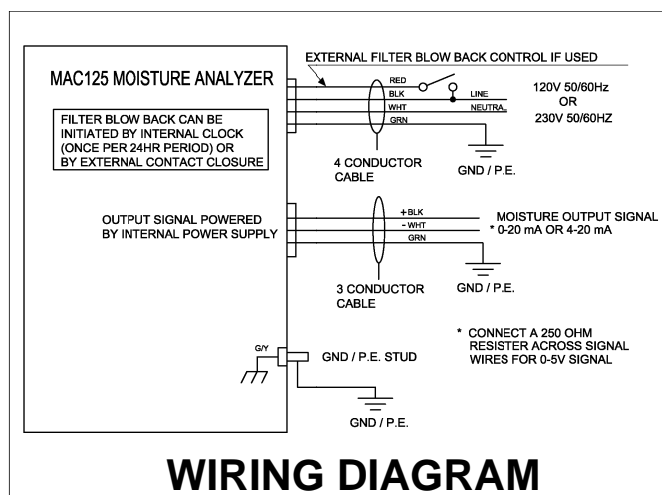 EXTERNAL FILTER BLOW BACK CONTROL IF USED
MAC125 MOISTURE ANALYZER
RED
BLK
WHT
GRN
LINE
NEUTRAL
120V 50/60Hz
OR
230V 50/60HZ
FILTER BLOW BACK CAN BE
INITIATED BY INTERNAL CLOCK
(ONCE PER 24HR PERIOD) OR
BY EXTERNAL CONTACT CLOSURE
4 CONDUCTOR
CABLE
GND / P.E.
OUTPUT SIGNAL POWERED
BY INTERNAL POWER SUPPLY
+ BLK
- WHT
GRN
MOISTURE OUTPUT SIGNAL
* 0-20 mA OR 4-20 mA
3 CONDUCTOR
CABLE
GND / P.E.
* CONNECT A 250 OHM
RESISTER ACROSS SIGNAL
WIRES FOR 0-5V SIGNAL
G/Y
GND / P.E. STUD
GND / P.E.
WIRING DIAGRAM